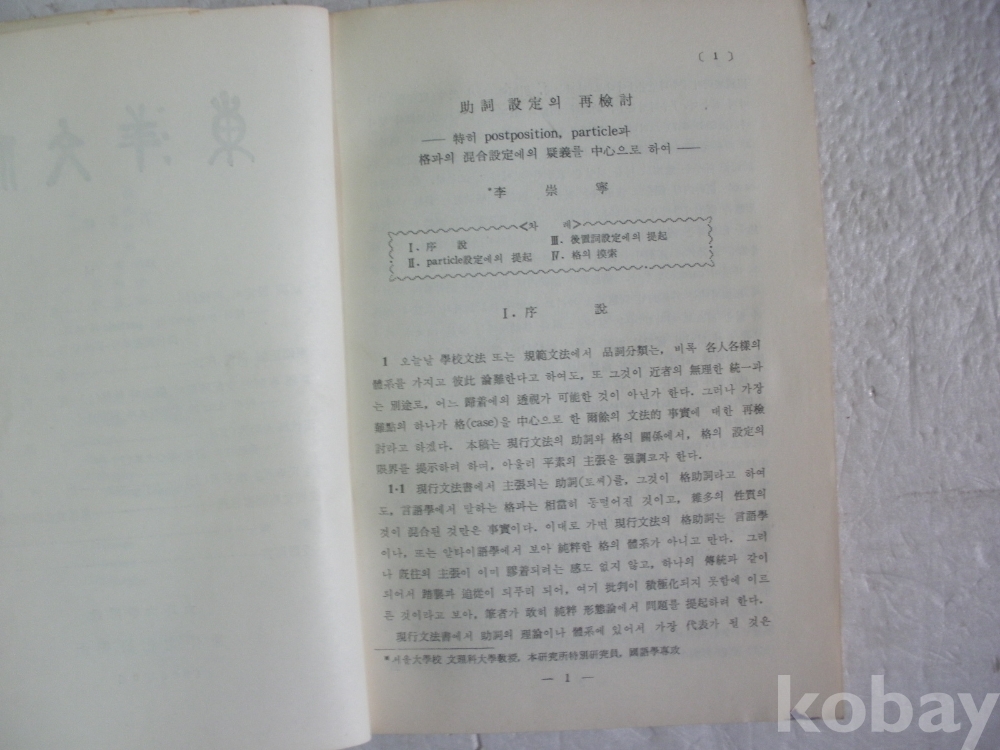 東洋文
( 1 )
助詞 設定의 再檢討
—— 特히 postposition, particle과
格과의 混合設定에의 疑義를 中心으로 하여 ——
*李 崇 寧
<차 례>
Ⅰ. 序 說
Ⅲ. 後置詞設定에의 提起
Ⅱ. particle設定에의 提起
Ⅳ. 格의 摸索
Ⅰ. 序 說
1 오늘날 學校文法 또는 規範文法에서 品詞分類는, 비록 各人各樣의
體系를 가지고 彼此 論難한다고 하여도, 또 그것이 近者의 無理한 統一과
는 別途로, 어느 歸着에의 透視가 可能한 것이 아닌가 한다. 그러나 가장
難點의 하나가 格(case)을 中心으로 한 爾餘의 文法的 事實에 대한 再檢
討라고 하겠다. 本稿는 現行文法의 助詞와 格의 關係에서, 格의 設定의
限界를 提示하려 하며, 아울러 平素의 主張을 强調코자 한다.
1·1 現行文法書에서 主張되는 助詞(토씨)를, 그것이 格助詞라고 하여
도, 言語學에서 말하는 格과는 相當히 동떨어진 것이고, 雜多의 性質의
것이 混合된 것만은 事實이다. 이대로 가면 現行文法의 格助詞는 言語學
이나, 또는 알타이語學에서 보아 純粹한 格의 體系가 아니고 만다. 그러
나 旣往의 主張이 이미 膠着되려는 感도 없지 않고, 하나의 傳統과 같이
되어서 踏襲과 追從이 되푸리 되어, 여기 批判이 積極化되지 못함에 이르
른 것이라고 보아, 筆者가 敢히 純粹 形態論에서 問題를 提起하려 한다.
現行文法書에서 助詞의 理論이나 體系에 있어서 가장 代表가 될 것은
*서울大學校 文理科大學敎授, 本硏究所特別硏究員, 國語學專攻
— 1 —
kobay